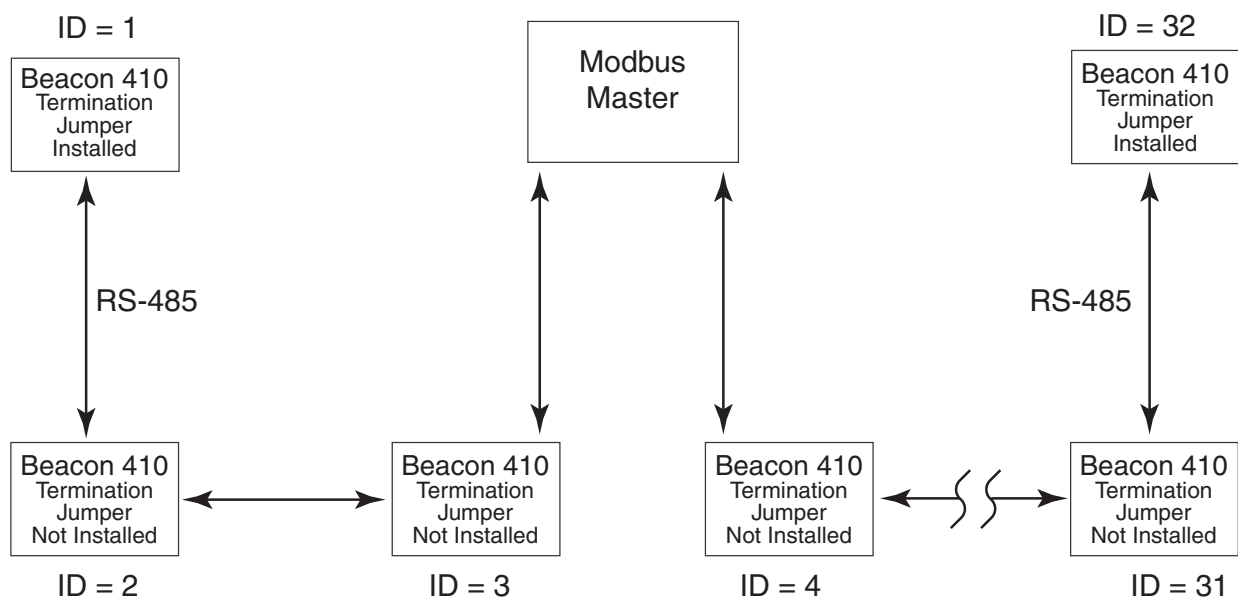 ID = 1
Beacon 410
Termination
Jumper
Installed
Modbus
Master
ID = 32
Beacon 410
Termination
Jumper
Installed
RS-485
RS-485
Beacon 410
Termination
Jumper
Not Installed
ID = 2
Beacon 410
Termination
Jumper
Not Installed
ID = 3
Beacon 410
Termination
Jumper
Not Installed
ID = 4
Beacon 410
Termination
Jumper
Not Installed
ID = 31